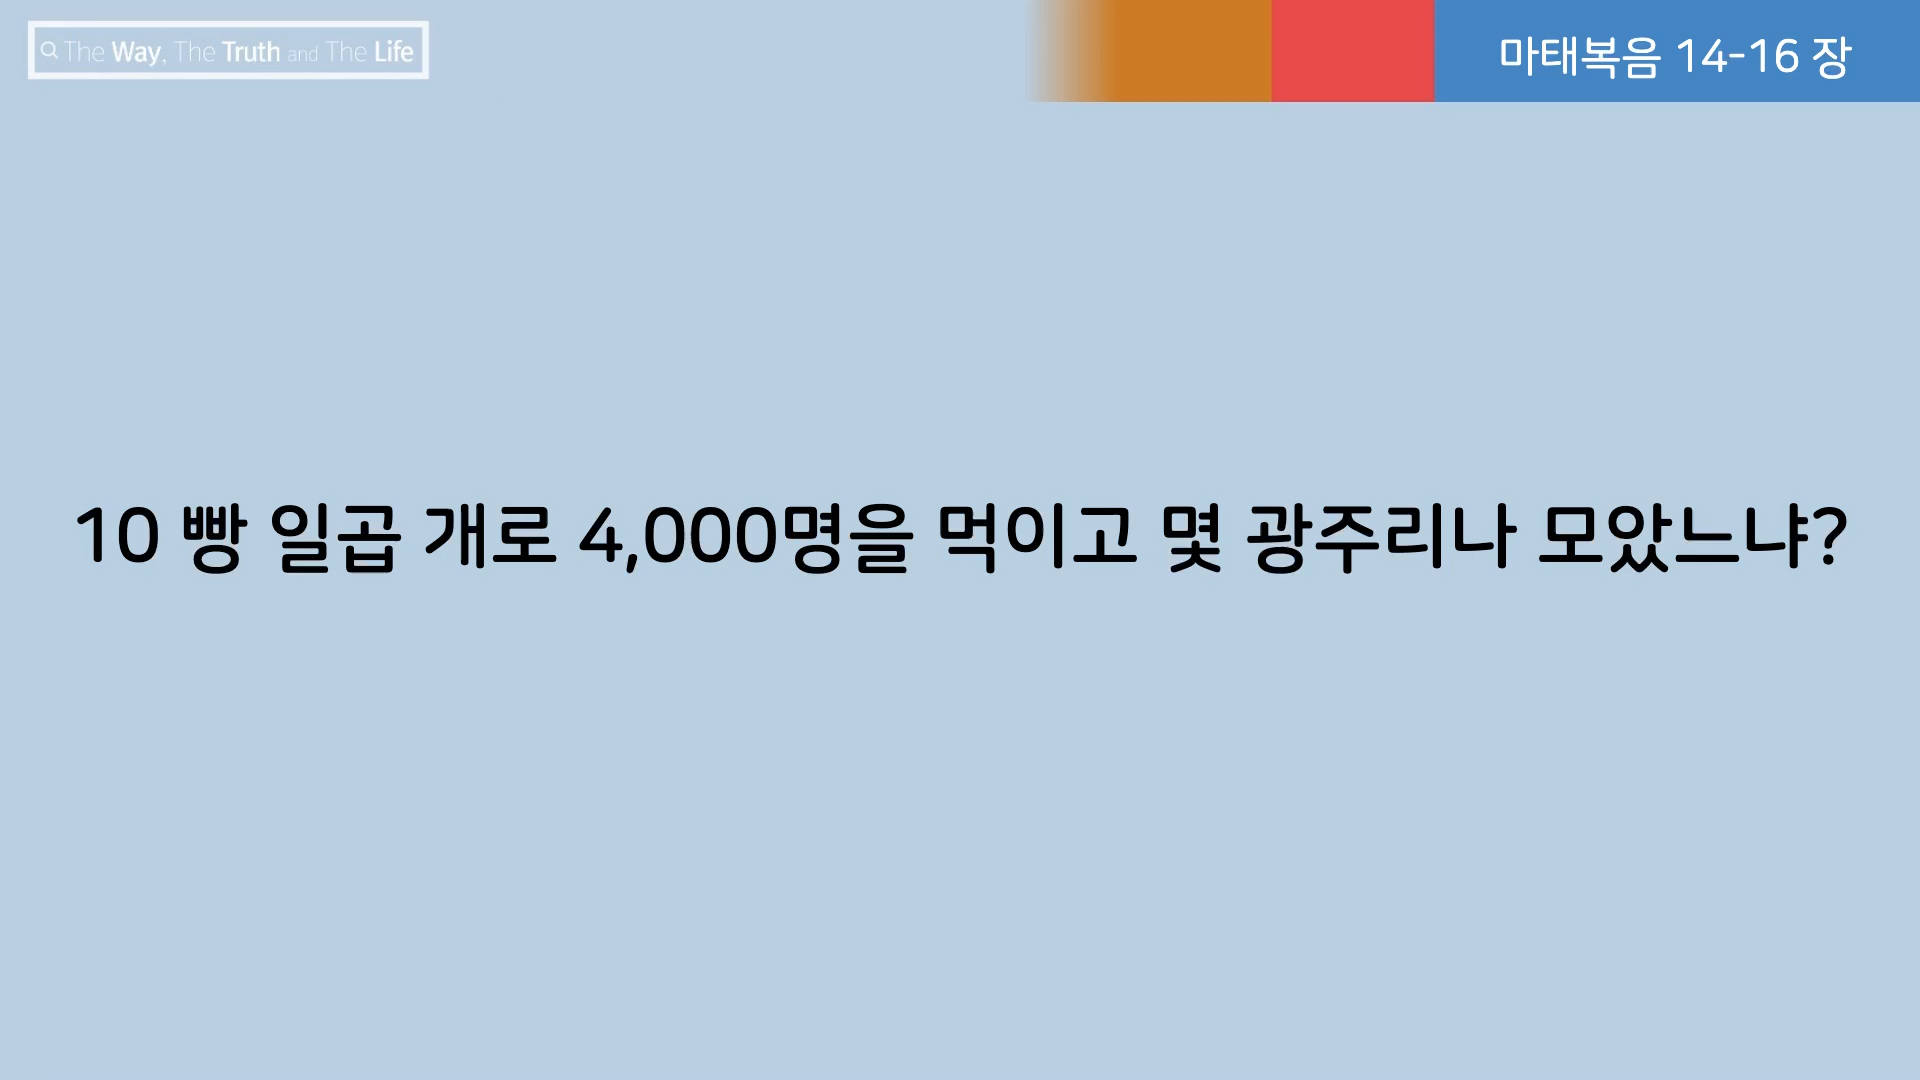 The Way, The Truth and The Life
마태복음 14-16 장
10 빵 일곱 개로 4,000명을 먹이고 몇 광주리나 모았느냐?